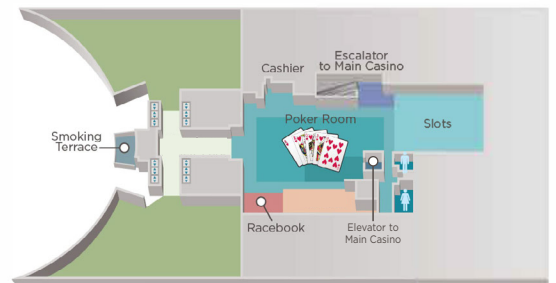 Escalator
to Main Casino
Cashier
Poker Room
Slots
Smoking
Terrace
Racebook
Elevator to
Main Casino